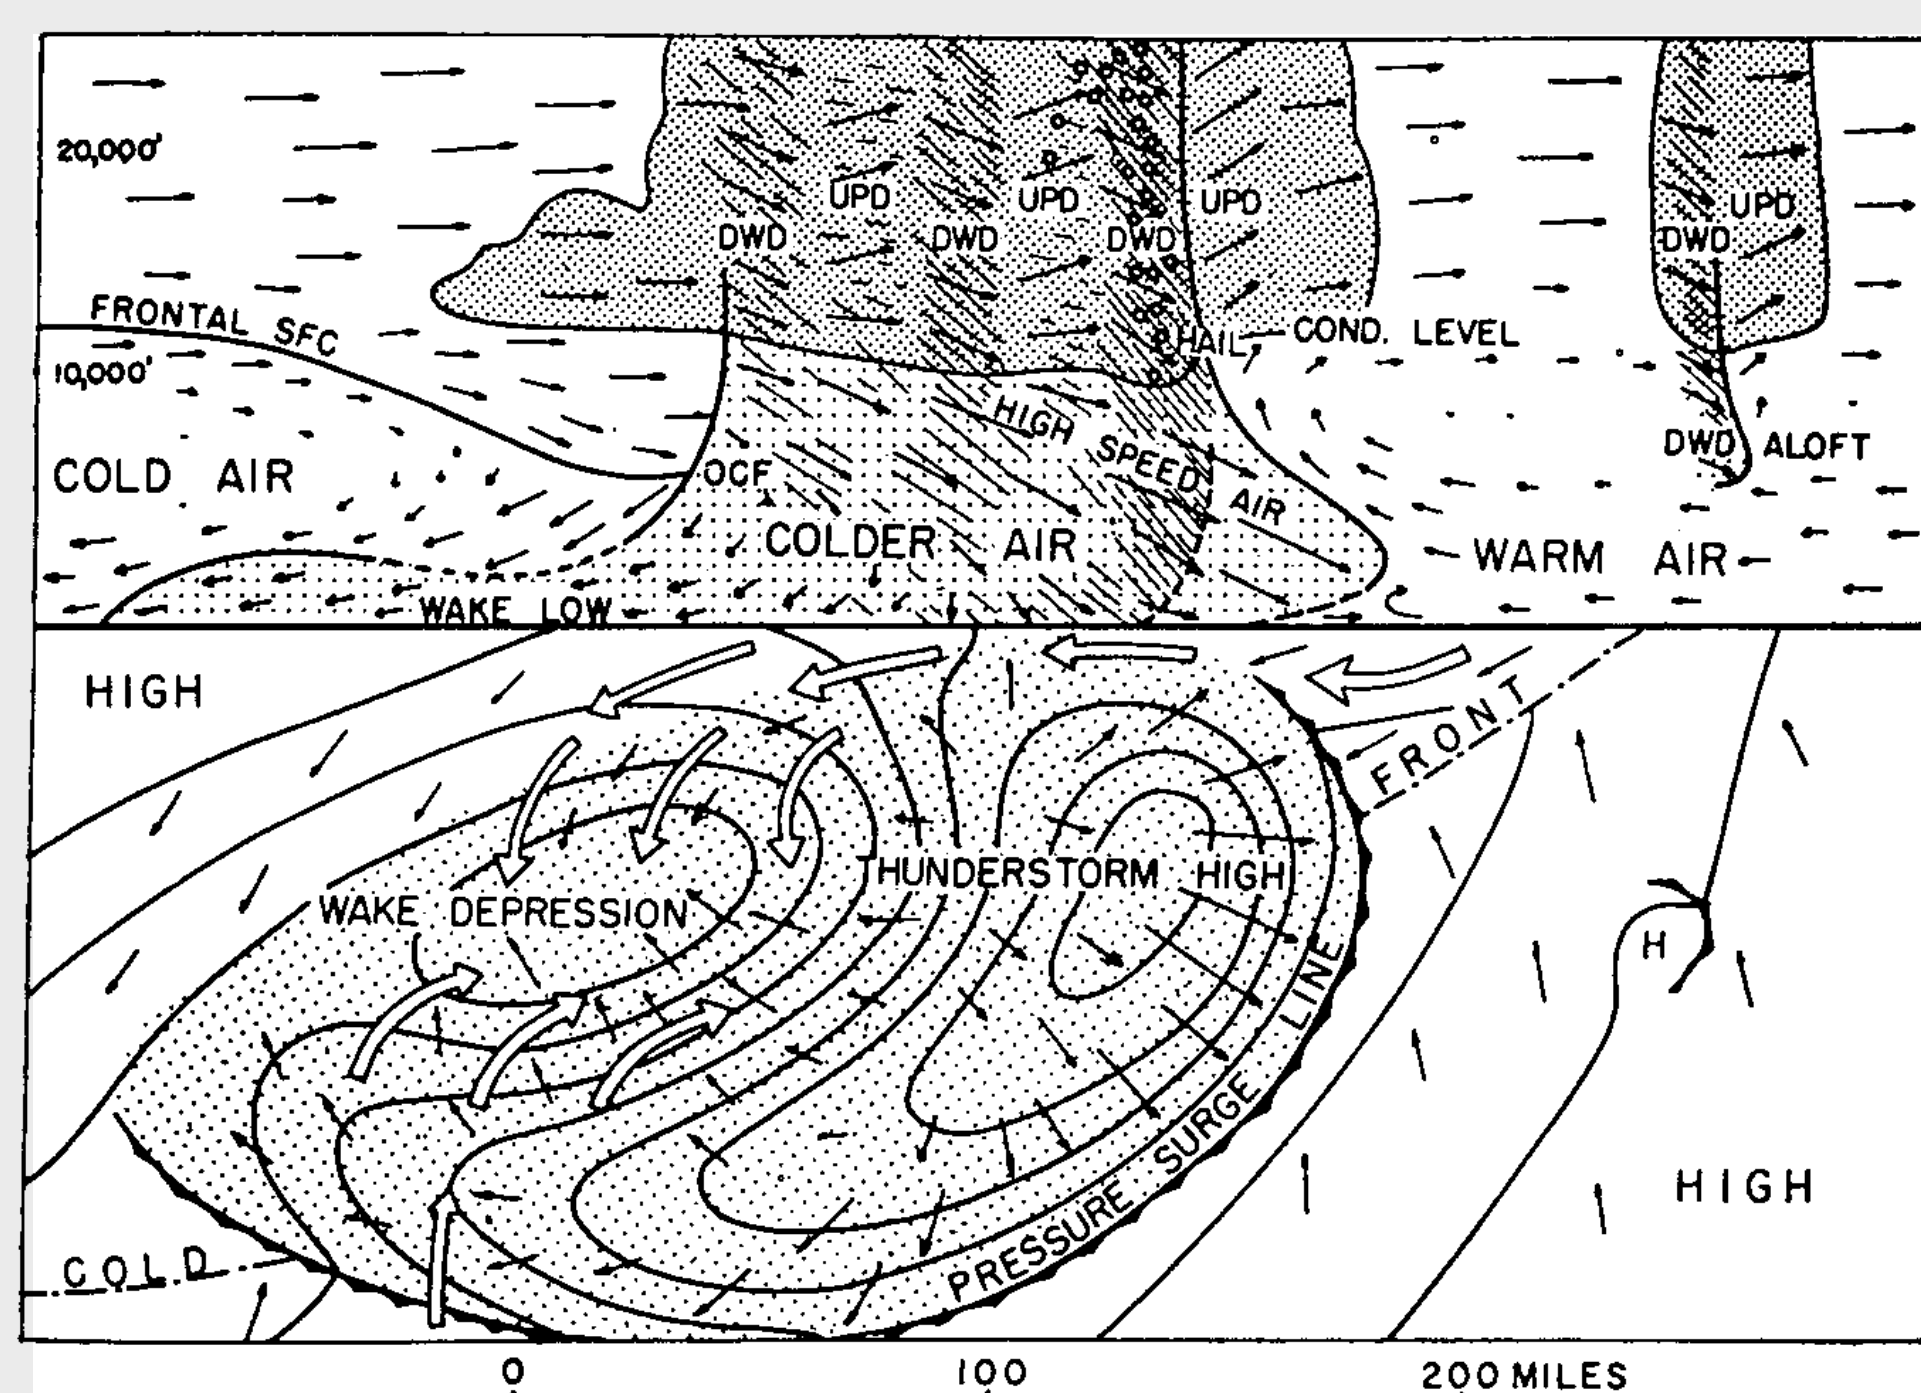 20,000'
UPD UPD UPD UPD
DWD DWD DWD DWD
FRONTAL SFC
HAIL COND. LEVEL
10,000'
HIGH SPEED AIR
DWD ALOFT
COLD AIR
OCF
COLDER AIR
WARM AIR
WAKE LOW
HIGH
FRONT
THUNDERSTORM HIGH
WAKE DEPRESSION
H
PRESSURE SURGE LINE
HIGH
COLD
0 100 200 MILES